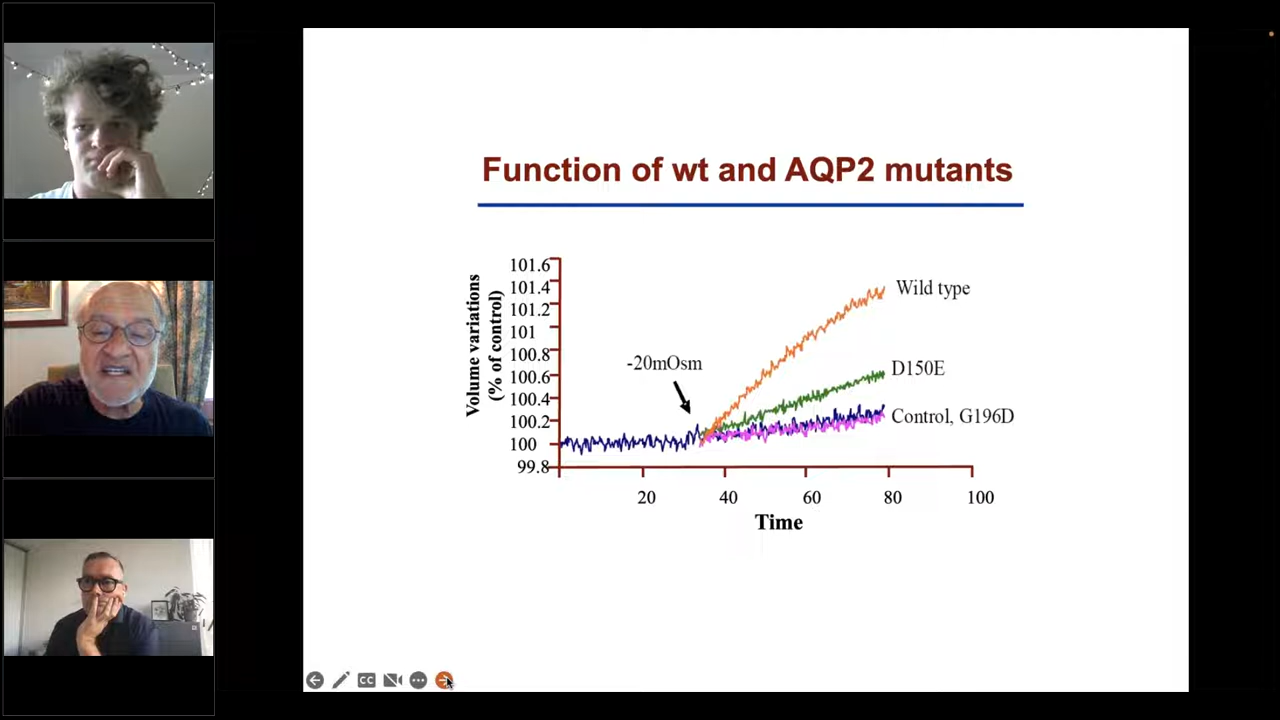 Function of wt and AQP2 mutants
Volume variations
(% of control)
101.6
101.4
101.2
101
100.8
100.6
100.4
100.2
100
99.8
-20mOsm
Wild type
D150E
Control, G196D
20
40
60
80
100
Time
CC